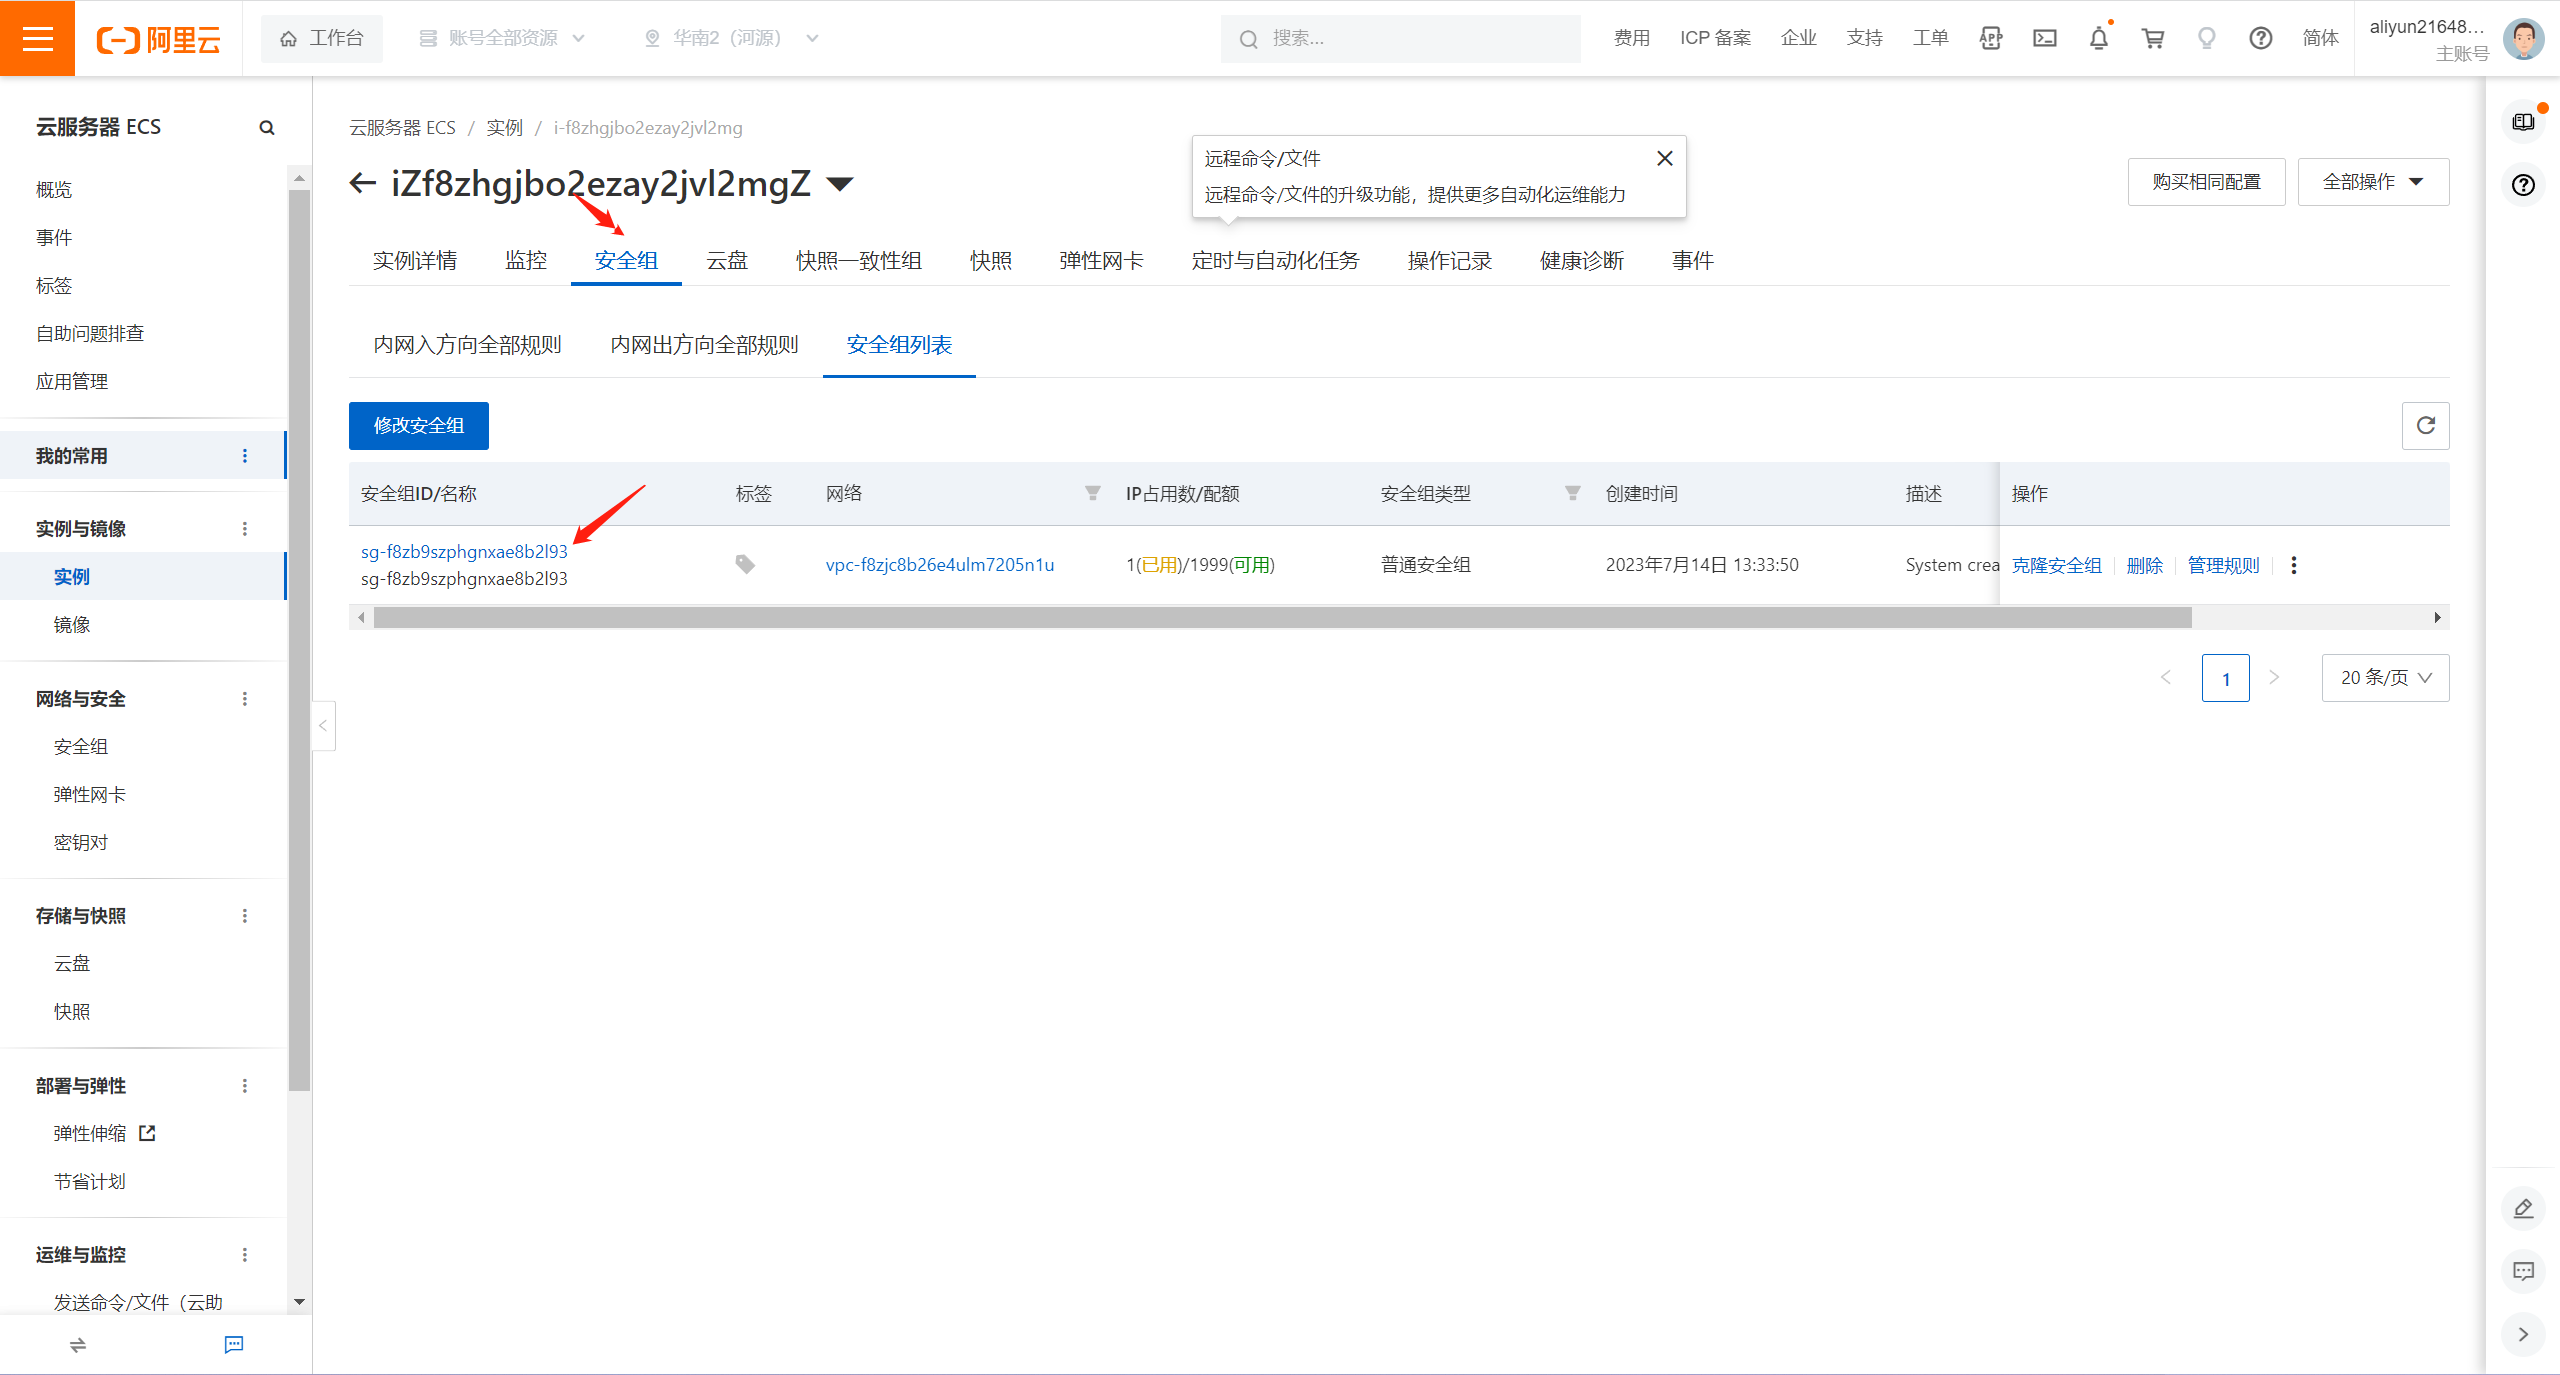 阿里云
工作台
账号全部资源
华南2（河源）
搜索...
费用
ICP 备案
企业
支持
工单
APP
简体
aliyun21648...
主账号
云服务器 ECS
概览
事件
标签
自助问题排查
应用管理
我的常用
实例与镜像
实例
镜像
网络与安全
安全组
弹性网卡
密钥对
存储与快照
云盘
快照
部署与弹性
弹性伸缩
节省计划
运维与监控
发送命令/文件（云助
云服务器 ECS / 实例 / i-f8zhgjbo2ezay2jvl2mg
iZf8zhgjbo2ezay2jvl2mgZ
远程命令/文件
远程命令/文件的升级功能，提供更多自动化运维能力
购买相同配置
全部操作
实例详情
监控
安全组
云盘
快照一致性组
快照
弹性网卡
定时与自动化任务
操作记录
健康诊断
事件
内网入方向全部规则
内网出方向全部规则
安全组列表
修改安全组
安全组ID/名称
标签
网络
IP占用数/配额
安全组类型
创建时间
描述
操作
sg-f8zb9szphgnxae8b2l93
sg-f8zb9szphgnxae8b2l93
vpc-f8zjc8b26e4ulm7205n1u
1(已用)/1999(可用)
普通安全组
2023年7月14日 13:33:50
System crea
克隆安全组
删除
管理规则
1
20 条/页